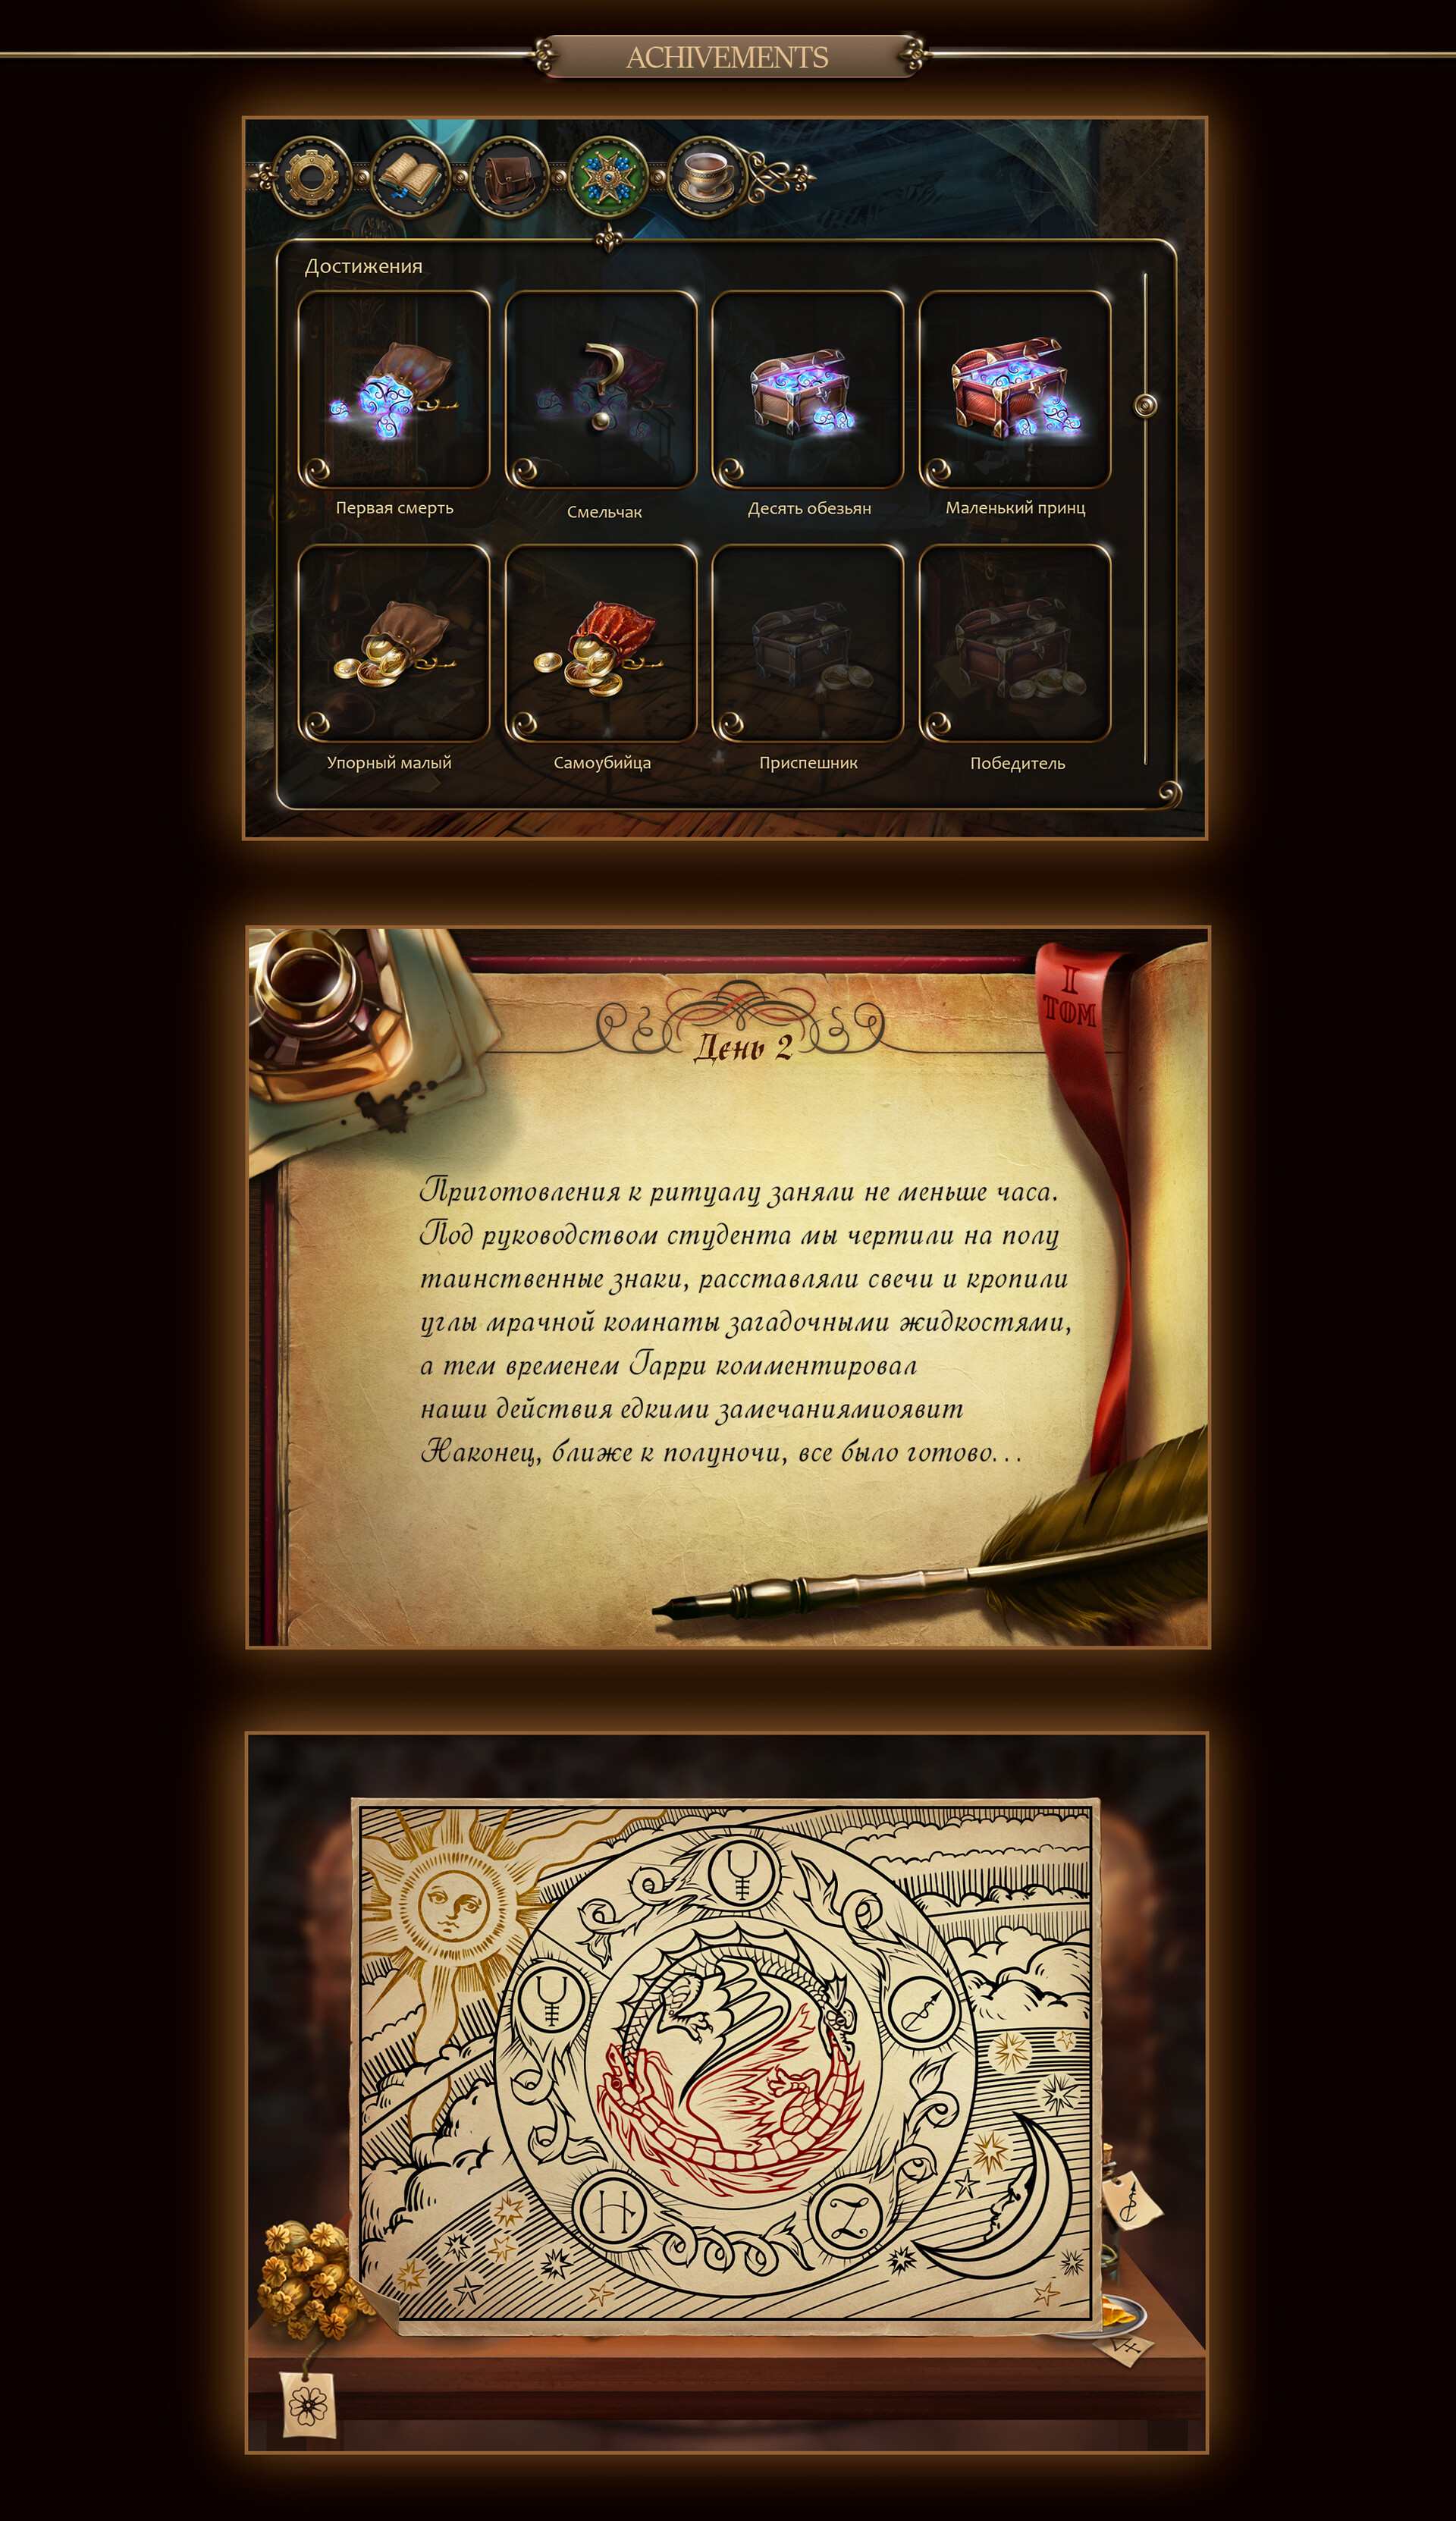 ACHIVEMENTS
Достижения
Первая смерть
Смельчак
Десять обезьян
Маленький принц
Упорный малый
Самоубийца
Приспешник
Победитель
I
ТОМ
День 2
Приготовления к ритуалу заняли не меньше часа.
Под руководством студента мы чертили на полу
таинственные знаки, расставляли свечи и кропили
углы мрачной комнаты загадочными жидкостями,
а тем временем Гарри комментировал
наши действия едкими замечаниямиоявит
Наконец, ближе к полуночи, все было готово...